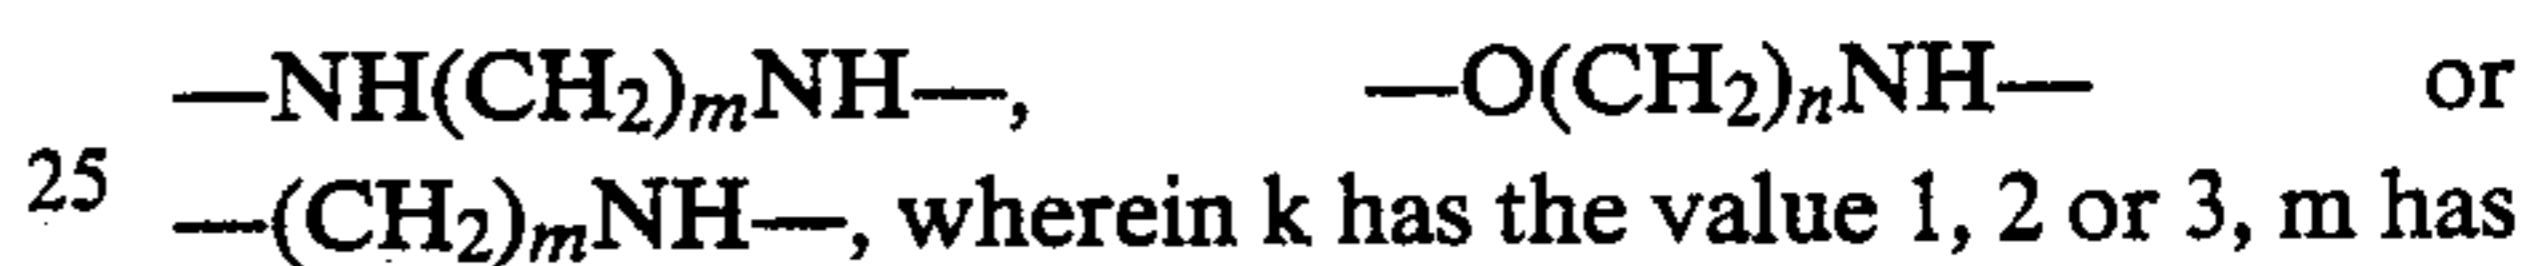 —NH(CH₂)ₘNH—, —O(CH₂)ₙNH— or
25 —(CH₂)ₘNH—, wherein k has the value 1, 2 or 3, m has